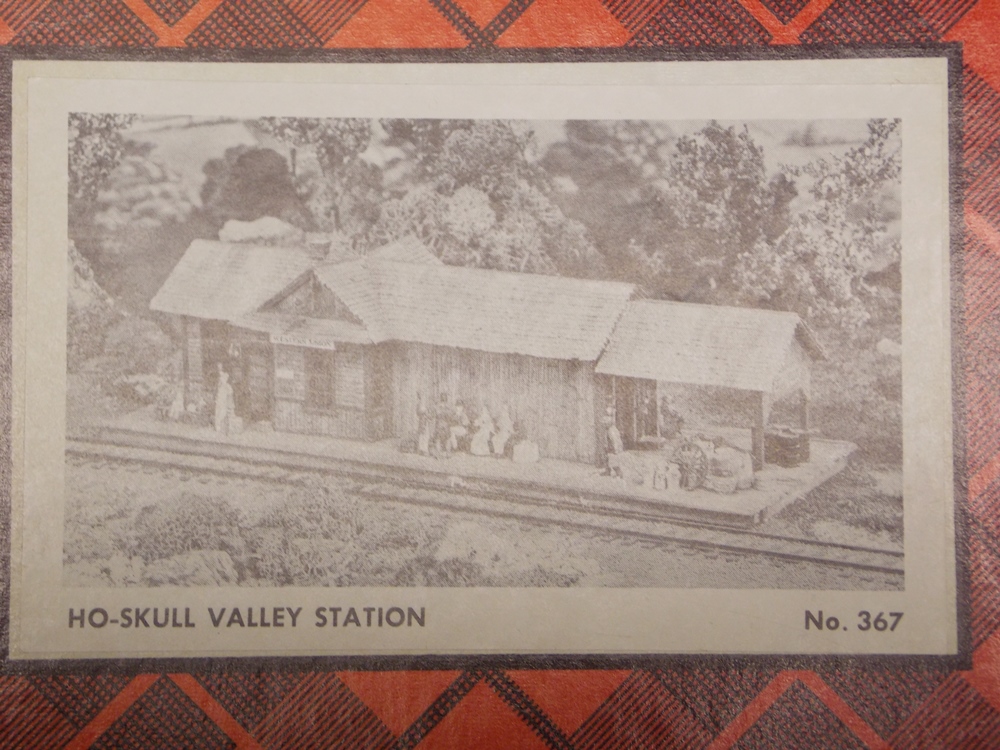 HO-SKULL VALLEY STATION No. 367